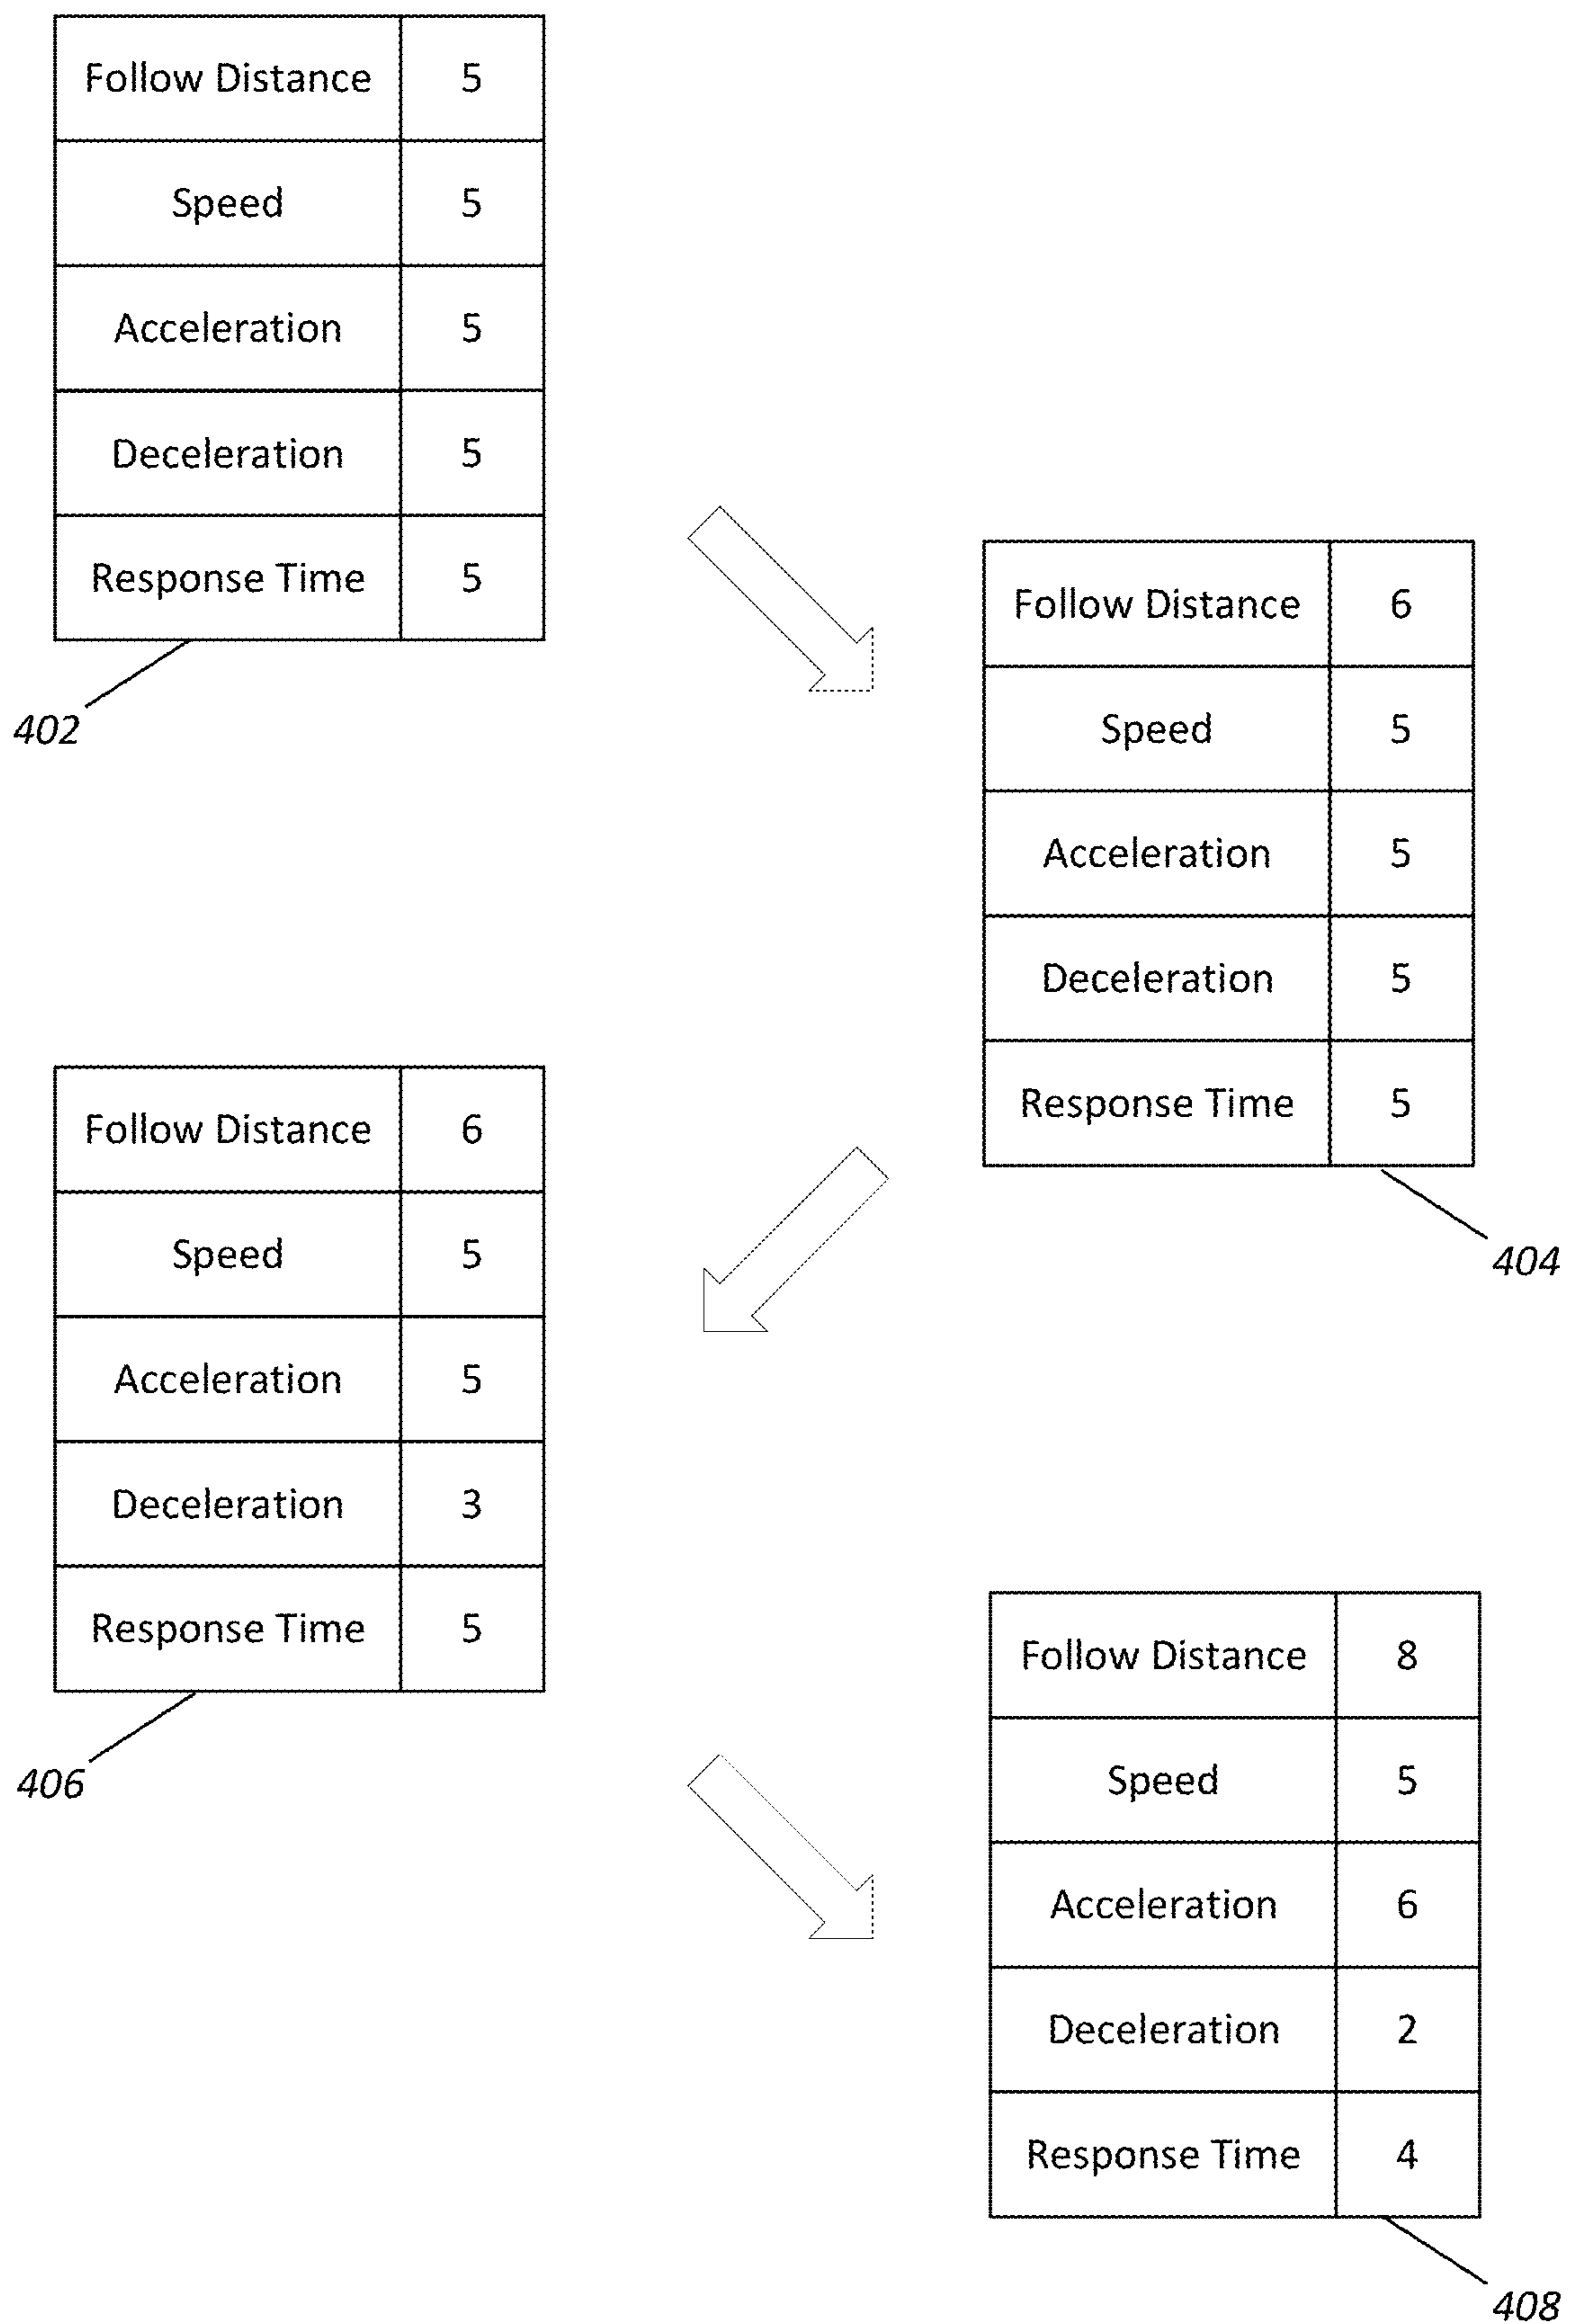 Follow Distance 5
Speed 5
Acceleration 5
Deceleration 5
Response Time 5
402
Follow Distance 6
Speed 5
Acceleration 5
Deceleration 5
Response Time 5
404
Follow Distance 6
Speed 5
Acceleration 5
Deceleration 3
Response Time 5
406
Follow Distance 8
Speed 5
Acceleration 6
Deceleration 2
Response Time 4
408